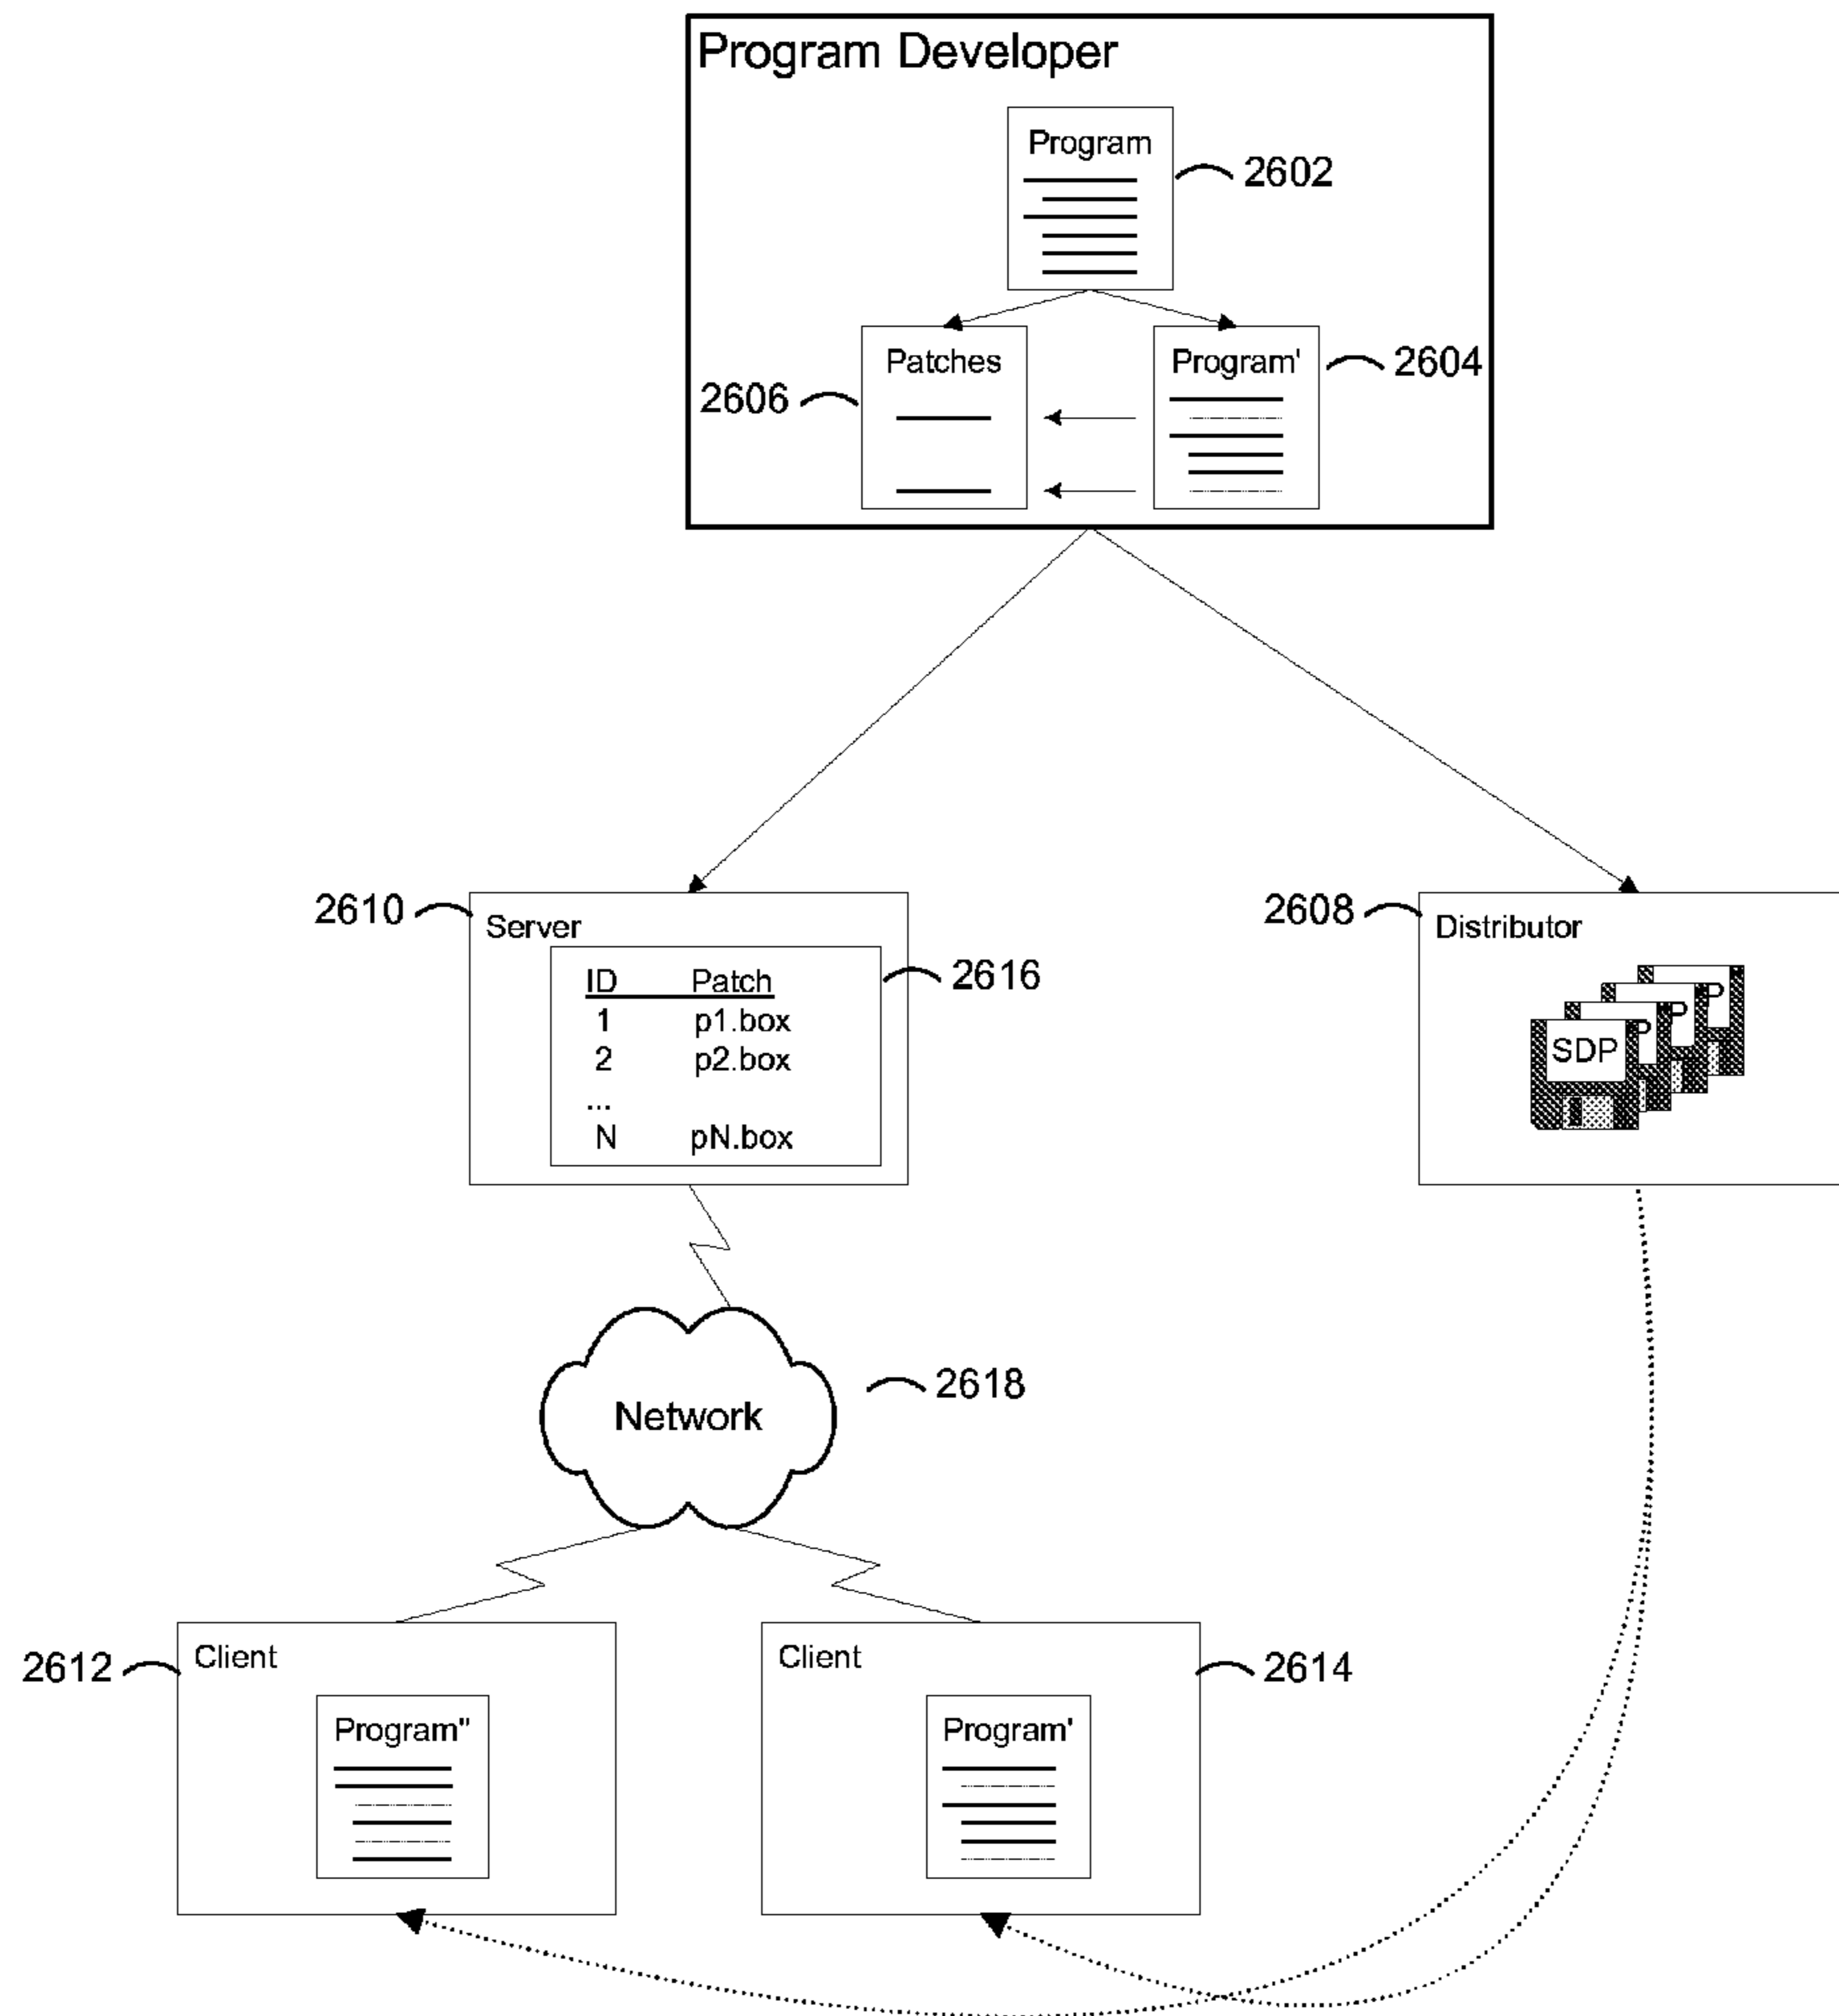 Program Developer
Program
2602
Patches
Program'
2604
2606
2610
Server
2616
ID Patch
1 p1.box
2 p2.box
...
N pN.box
2608
Distributor
SDP
Network
2618
2612
Client
Program"
Client
2614
Program'